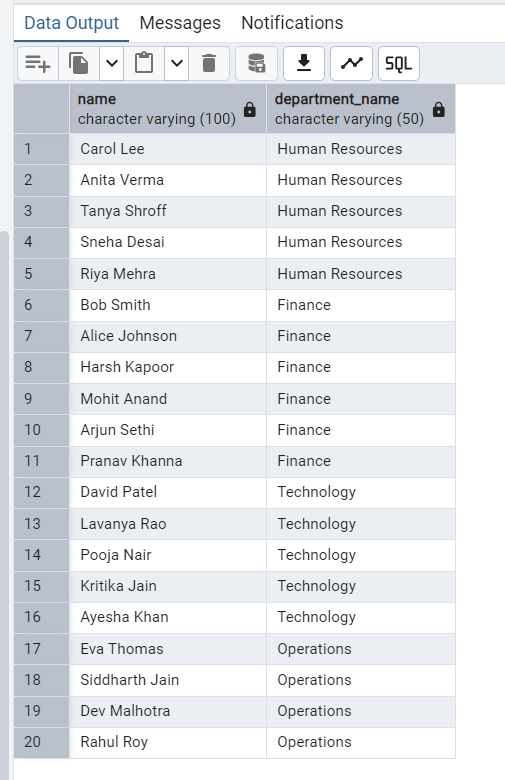 Data Output Messages Notifications
SQL
name department_name
character varying (100) character varying (50)
1 Carol Lee Human Resources
2 Anita Verma Human Resources
3 Tanya Shroff Human Resources
4 Sneha Desai Human Resources
5 Riya Mehra Human Resources
6 Bob Smith Finance
7 Alice Johnson Finance
8 Harsh Kapoor Finance
9 Mohit Anand Finance
10 Arjun Sethi Finance
11 Pranav Khanna Finance
12 David Patel Technology
13 Lavanya Rao Technology
14 Pooja Nair Technology
15 Kritika Jain Technology
16 Ayesha Khan Technology
17 Eva Thomas Operations
18 Siddharth Jain Operations
19 Dev Malhotra Operations
20 Rahul Roy Operations